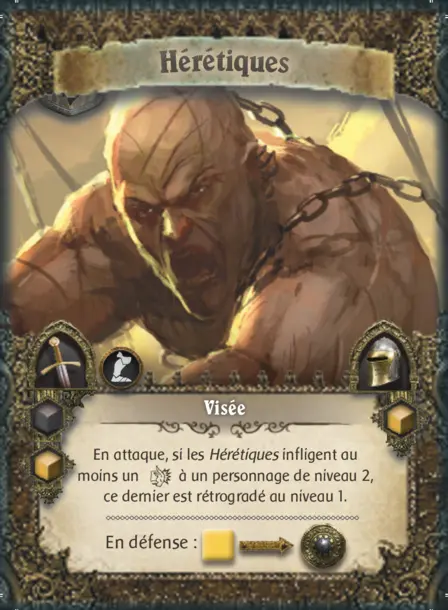 Hérétiques
Visée
En attaque, si les Hérétiques infligent au
moins un à un personnage de niveau 2,
ce dernier est rétrogradé au niveau 1.
En défense :